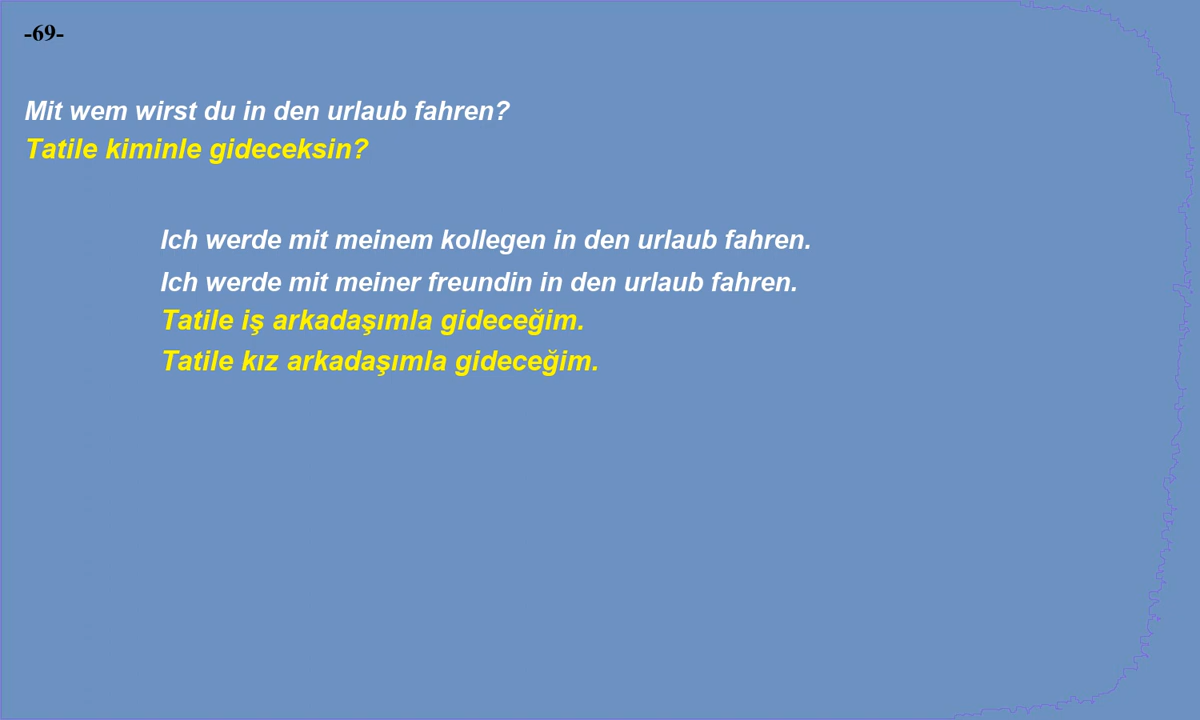 -69-
Mit wem wirst du in den urlaub fahren?
Tatile kiminle gideceksin?
Ich werde mit meinem kollegen in den urlaub fahren.
Ich werde mit meiner freundin in den urlaub fahren.
Tatile iş arkadaşımla gideceğim.
Tatile kız arkadaşımla gideceğim.